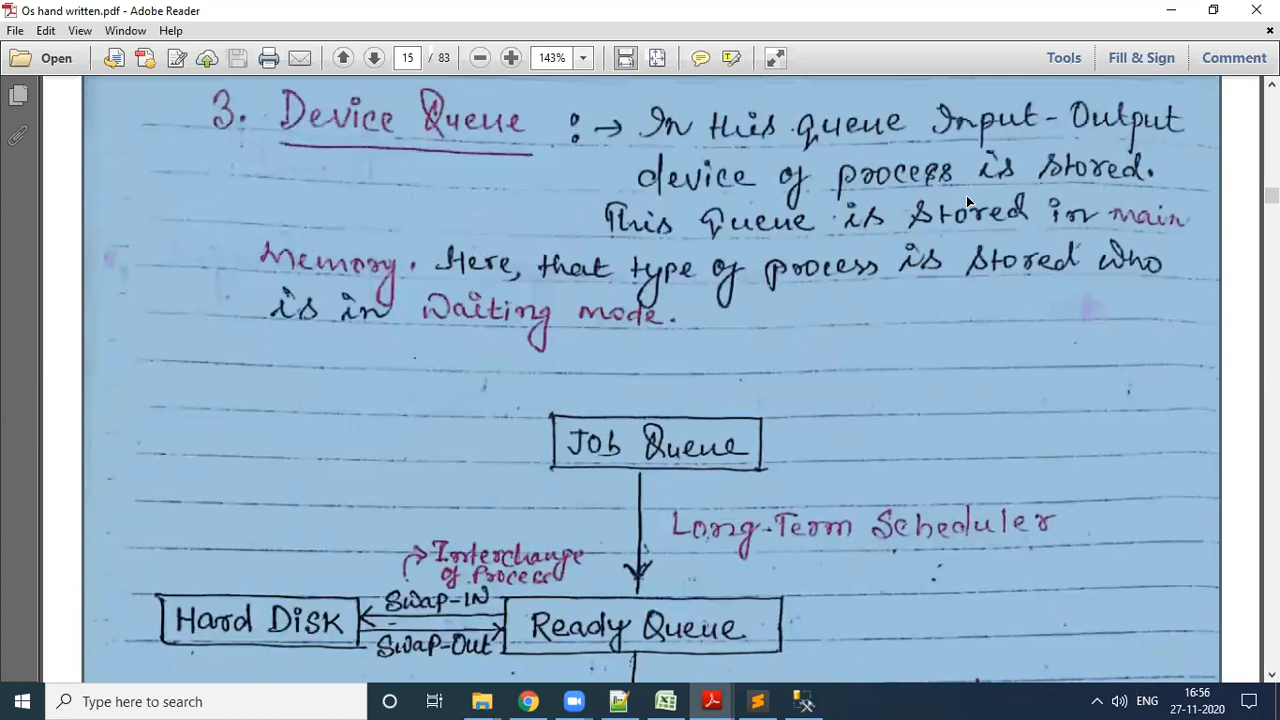 Os hand written.pdf - Adobe Reader
File Edit View Window Help
Open 15 / 83 143% Tools Fill & Sign Comment
3. Device Queue :→ In this queue Input-Output
device of process is stored.
This Queue is stored in main
Memory. Here, that type of process is stored who
is in Waiting mode.
Job Queue
Long-Term Scheduler
→ Interchange
of Process
Swap-IN
Hard Disk
Ready Queue
Swap-Out
Type here to search
ENG
16:56
27-11-2020